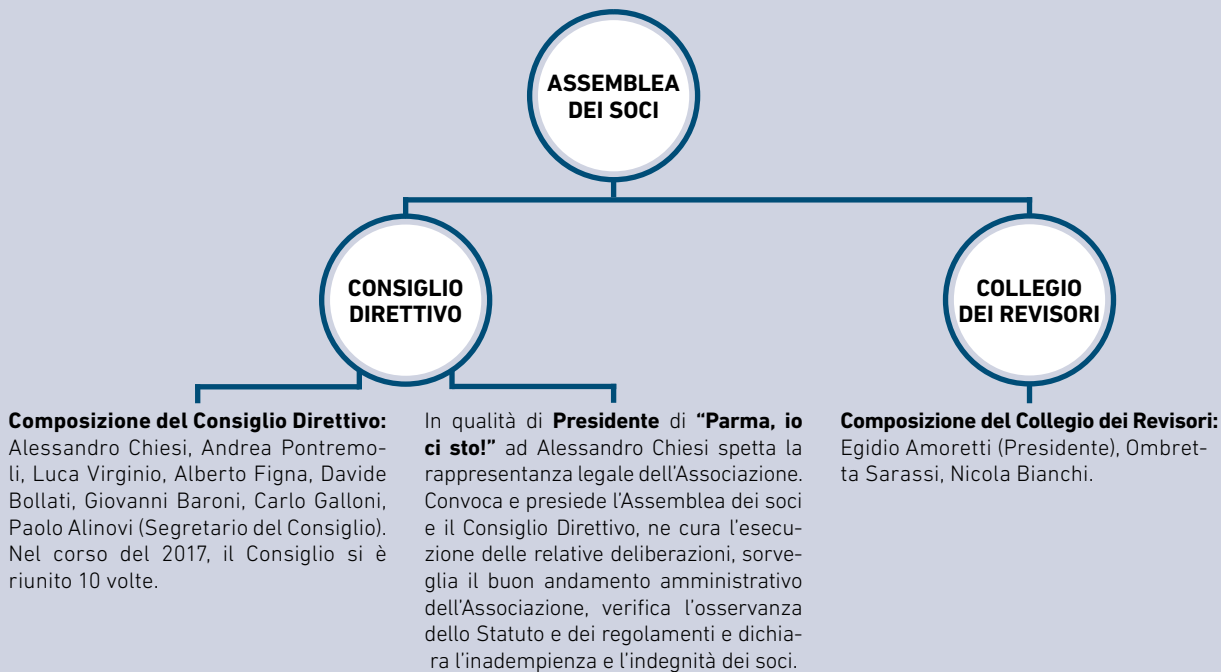 ASSEMBLEA
DEI SOCI
CONSIGLIO
DIRETTIVO
COLLEGIO
DEI REVISORI
Composizione del Consiglio Direttivo:
Alessandro Chiesi, Andrea Pontremo-
li, Luca Virginio, Alberto Figna, Davide
Bollati, Giovanni Baroni, Carlo Galloni,
Paolo Alinovi (Segretario del Consiglio).
Nel corso del 2017, il Consiglio si è
riunito 10 volte.
In qualità di Presidente di “Parma, io
ci sto!” ad Alessandro Chiesi spetta la
rappresentanza legale dell’Associazione.
Convoca e presiede l’Assemblea dei soci
e il Consiglio Direttivo, ne cura l’esecu-
zione delle relative deliberazioni, sorve-
glia il buon andamento amministrativo
dell’Associazione, verifica l’osservanza
dello Statuto e dei regolamenti e dichia-
ra l’inadempienza e l’indegnità dei soci.
Composizione del Collegio dei Revisori:
Egidio Amoretti (Presidente), Ombret-
ta Sarassi, Nicola Bianchi.